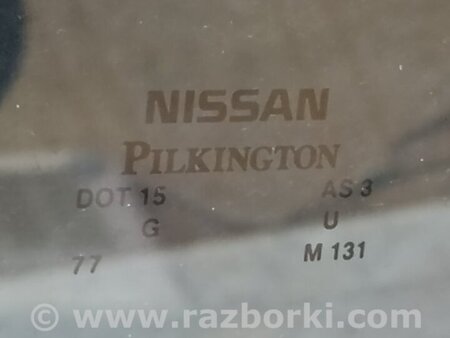 NISSAN
PILKINGTON
DOT 15 AS 3
G U
77 M 131
© www.razborki.com